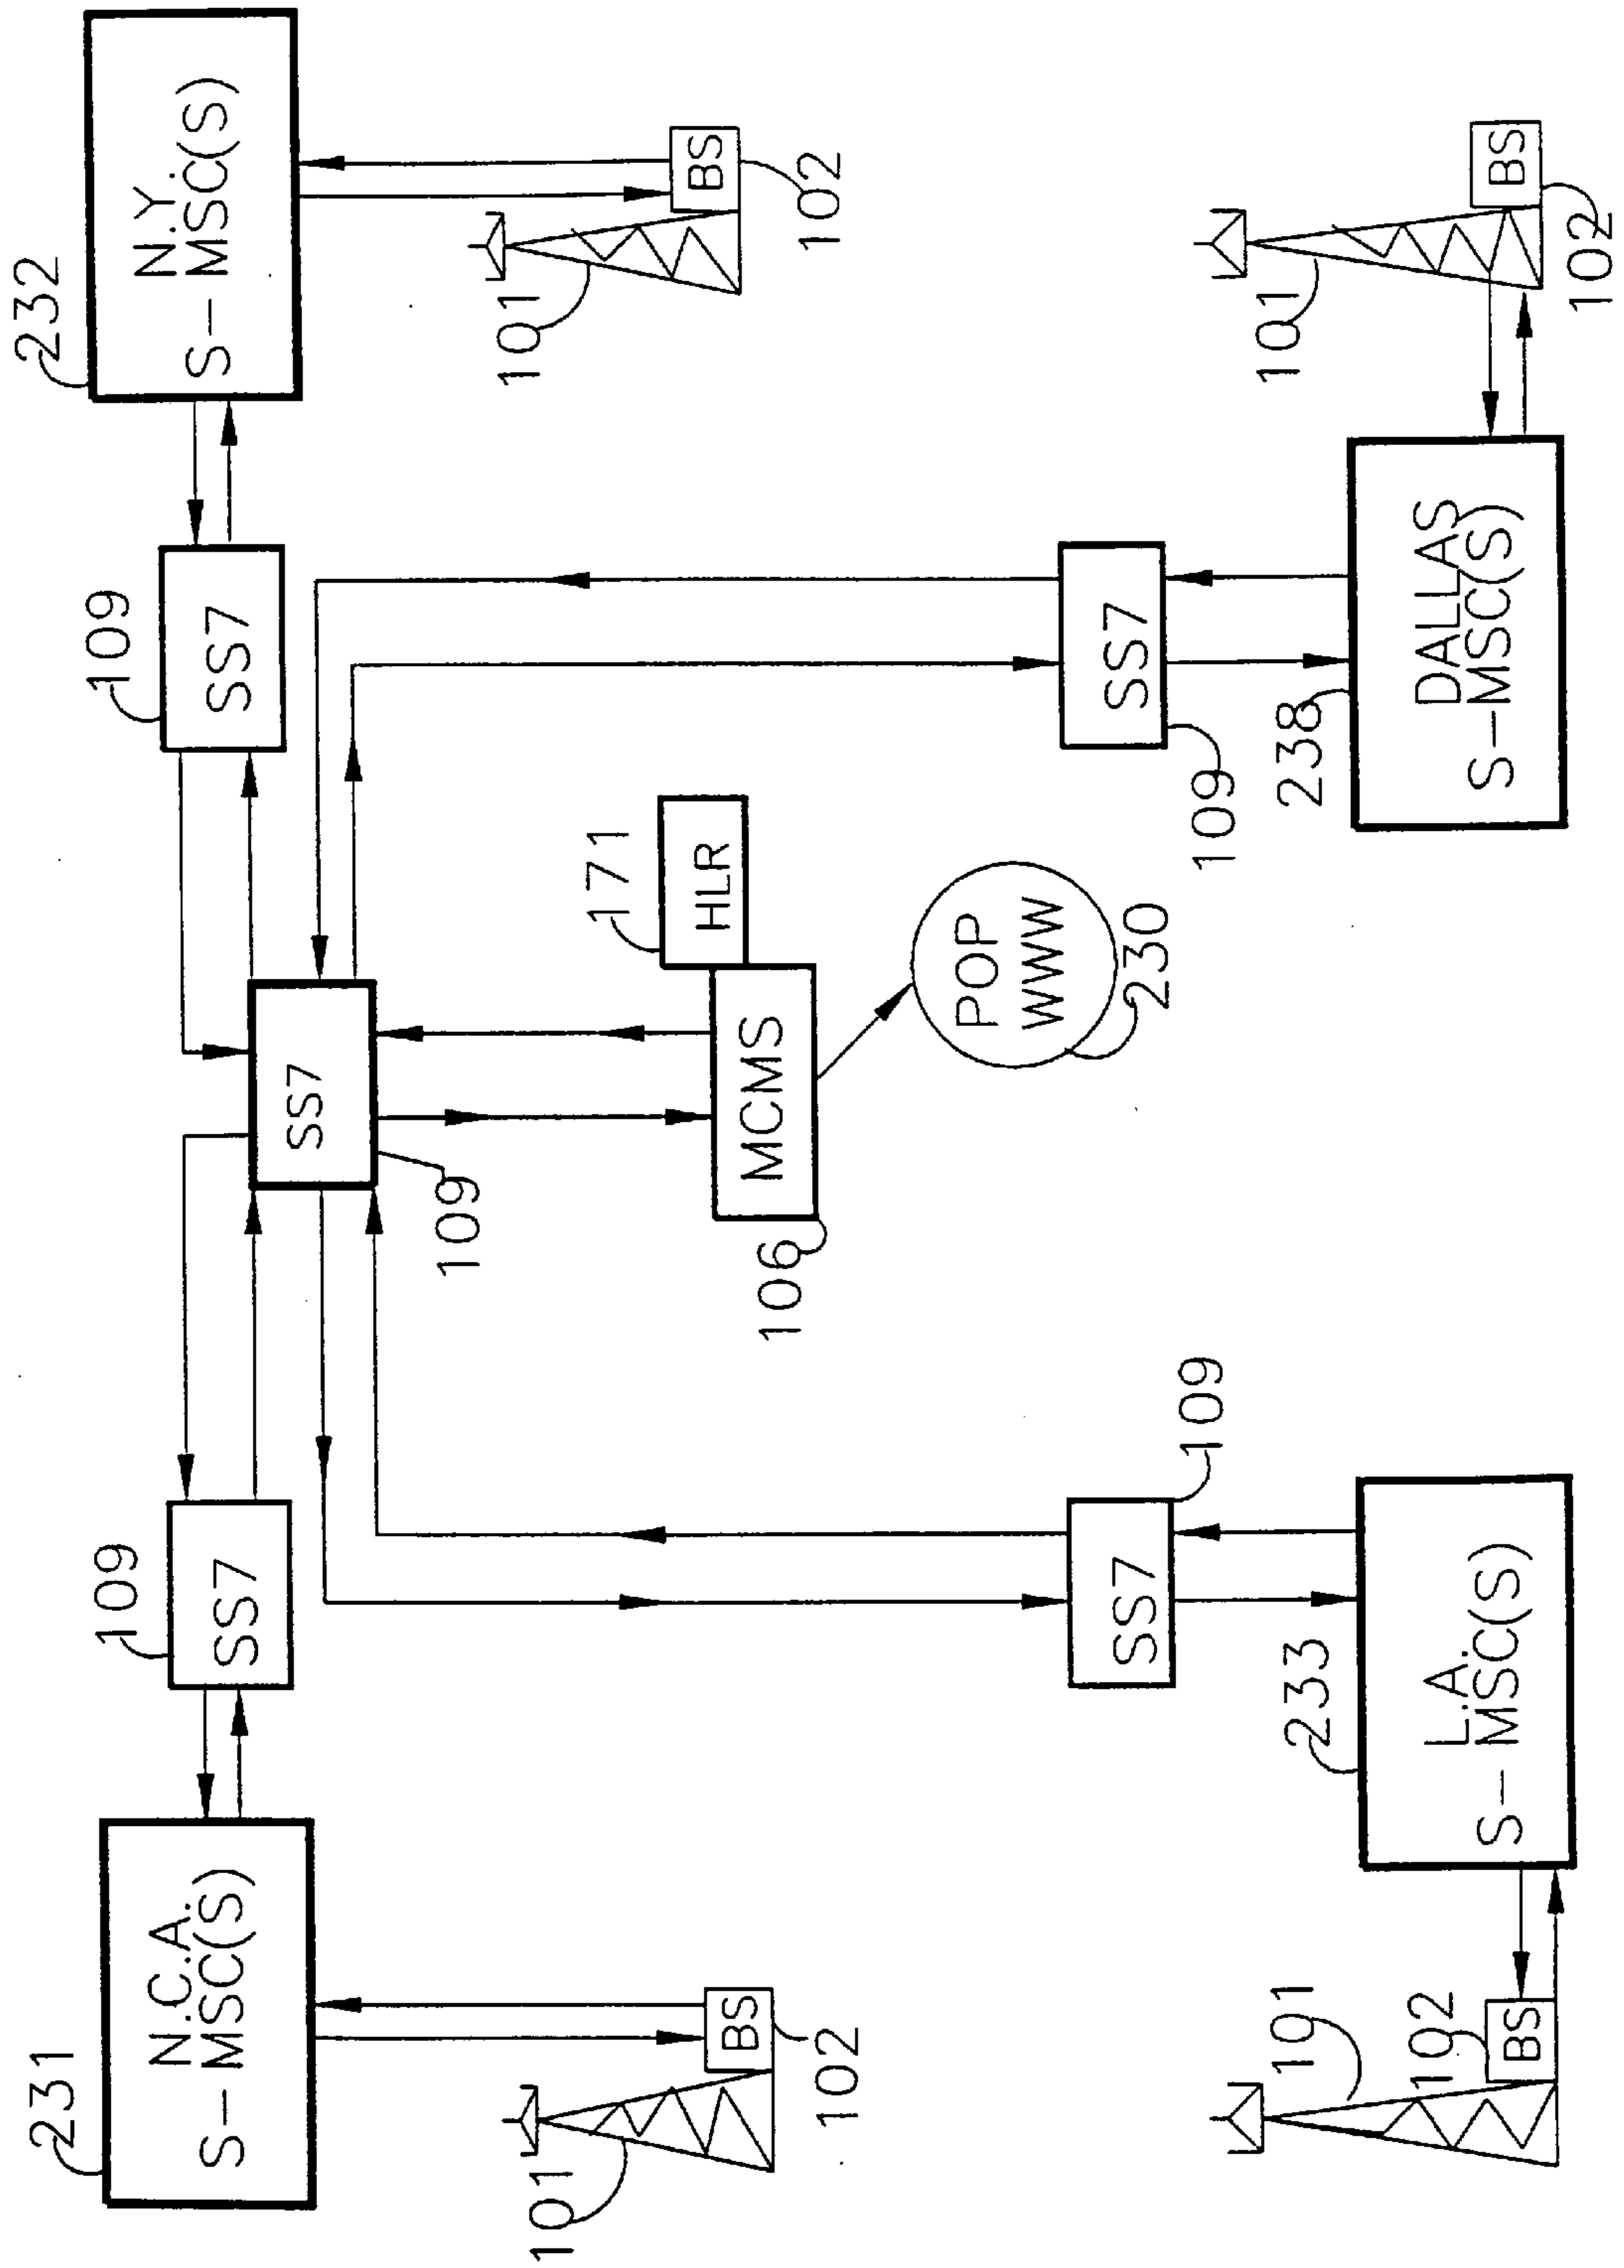 231
N.C.A.
S-MSC(S)
109
SS7
109
SS7
109
SS7
232
N.Y.
S-MSC(S)
101
BS
102
101
BS
102
171
HLR
MCMS
106
POP
WWW
230
101
102
BS
233
L.A.
S-MSC(S)
109
SS7
SS7
109
238
DALLAS
S-MSC(S)
101
BS
102